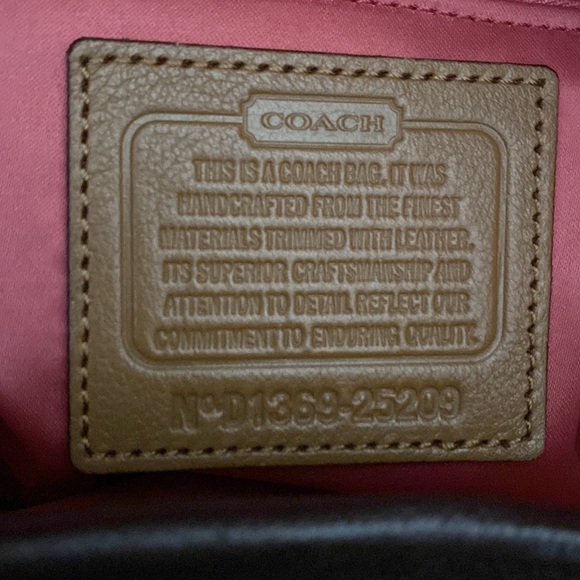 COACH
THIS IS A COACH BAG. IT WAS
HANDCRAFTED FROM THE FINEST
MATERIALS TRIMMED WITH LEATHER.
ITS SUPERIOR CRAFTSMANSHIP AND
ATTENTION TO DETAIL REFLECT OUR
COMMITMENT TO ENDURING QUALITY.
Nº D1369-25209